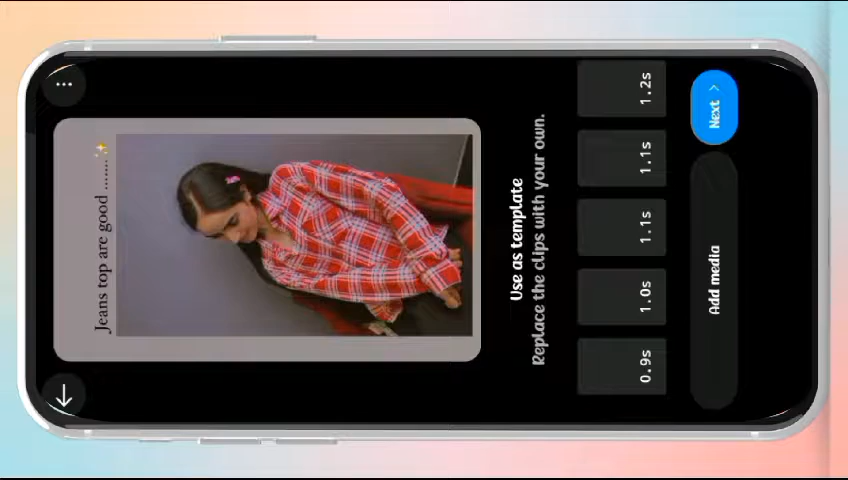 Jeans top are good ....... ✨
Use as template
Replace the clips with your own.
0.9s
1.0s
1.1s
1.1s
1.2s
Add media
Next >